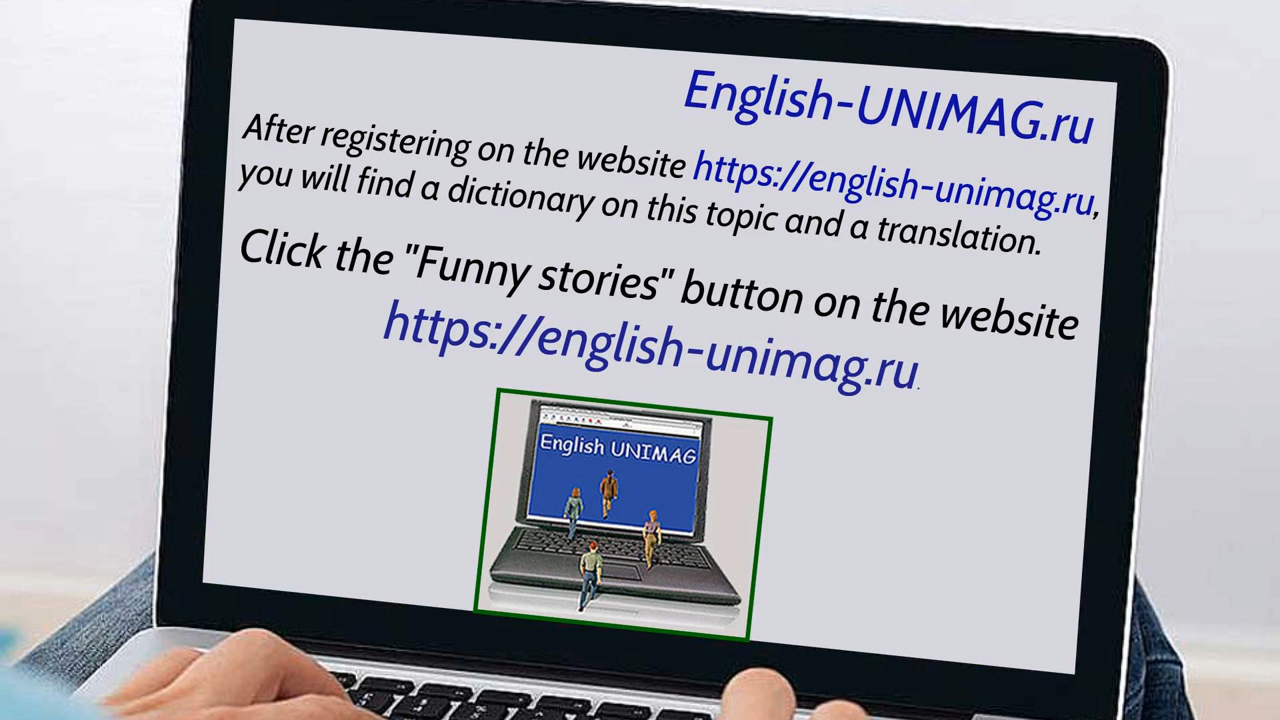 English-UNIMAG.ru
After registering on the website https://english-unimag.ru,
you will find a dictionary on this topic and a translation.
Click the "Funny stories" button on the website
https://english-unimag.ru.
English UNIMAG